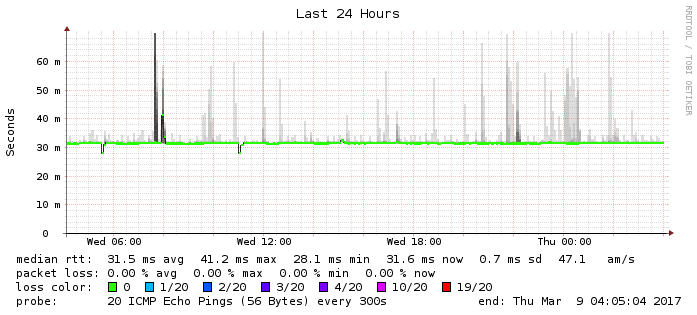 Last 24 Hours
RRDTOOL / TOBI OETIKER
Seconds
60 m
50 m
40 m
30 m
20 m
10 m
0
Wed 06:00 Wed 12:00 Wed 18:00 Thu 00:00
median rtt: 31.5 ms avg 41.2 ms max 28.1 ms min 31.6 ms now 0.7 ms sd 47.1 am/s
packet loss: 0.00 % avg 0.00 % max 0.00 % min 0.00 % now
loss color: 0 1/20 2/20 3/20 4/20 10/20 19/20
probe: 20 ICMP Echo Pings (56 Bytes) every 300s end: Thu Mar 9 04:05:04 2017